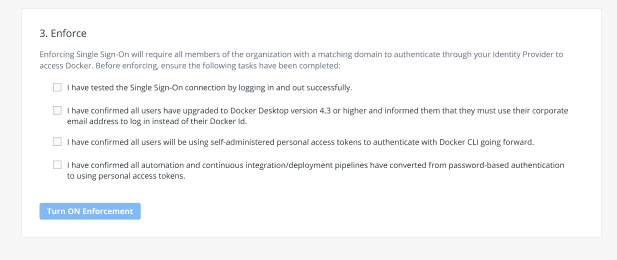 3. Enforce
Enforcing Single Sign-On will require all members of the organization with a matching domain to authenticate through your Identity Provider to
access Docker. Before enforcing, ensure the following tasks have been completed:
I have tested the Single Sign-On connection by logging in and out successfully.
I have confirmed all users have upgraded to Docker Desktop version 4.3 or higher and informed them that they must use their corporate
email address to log in instead of their Docker Id.
I have confirmed all users will be using self-administered personal access tokens to authenticate with Docker CLI going forward.
I have confirmed all automation and continuous integration/deployment pipelines have converted from password-based authentication
to using personal access tokens.
Turn ON Enforcement